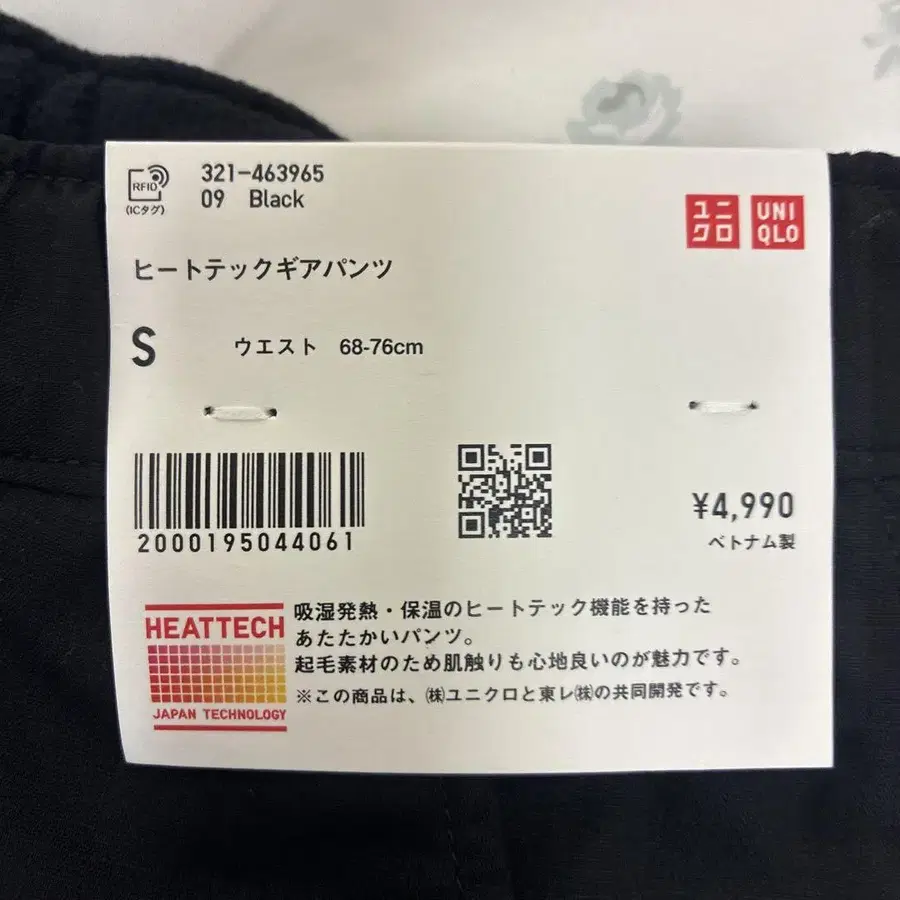 RFID
(ICタグ)
321-463965
09 Black
ユニ
クロ
UNI
QLO
ヒートテックギアパンツ
S ウエスト 68-76cm
2000195044061
¥4,990
ベトナム製
HEATTECH
JAPAN TECHNOLOGY
吸湿発熱・保温のヒートテック機能を持った
あたたかいパンツ。
起毛素材のため肌触りも心地良いのが魅力です。
※この商品は、㈱ユニクロと東レ㈱の共同開発です。